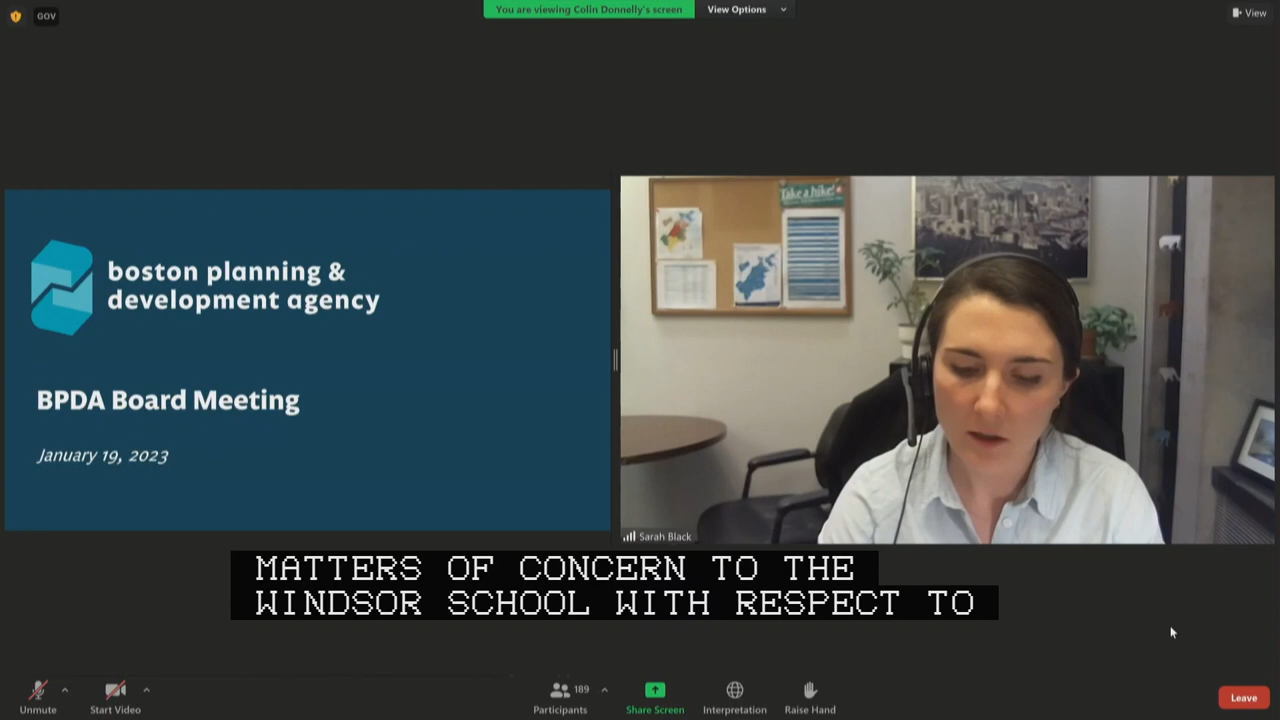 GOV
You are viewing Colin Donnelly's screen
View Options
View
Take a hike!
boston planning &
development agency
BPDA Board Meeting
January 19, 2023
Sarah Black
MATTERS OF CONCERN TO THE
WINDSOR SCHOOL WITH RESPECT TO
Unmute
Start Video
189
Participants
Share Screen
Interpretation
Raise Hand
Leave